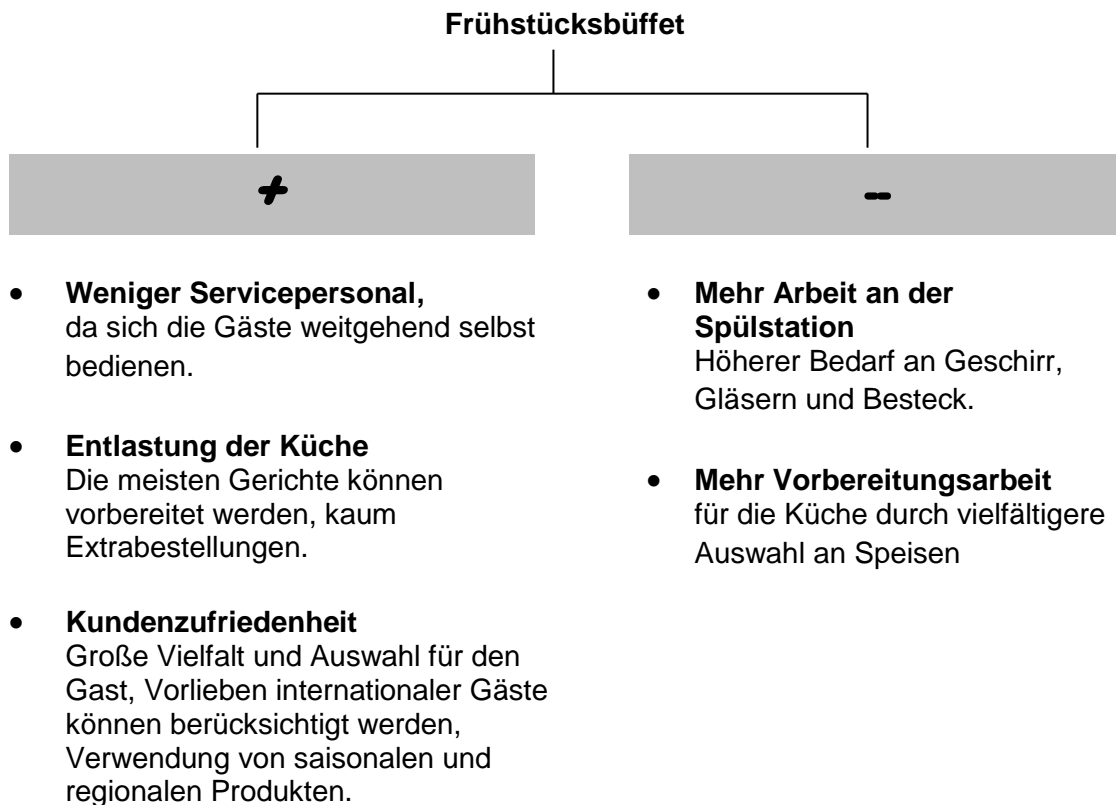 Frühstücksbüffet
+
–
• Weniger Servicepersonal,
da sich die Gäste weitgehend selbst
bedienen.
• Entlastung der Küche
Die meisten Gerichte können
vorbereitet werden, kaum
Extrabestellungen.
• Kundenzufriedenheit
Große Vielfalt und Auswahl für den
Gast, Vorlieben internationaler Gäste
können berücksichtigt werden,
Verwendung von saisonalen und
regionalen Produkten.
• Mehr Arbeit an der
Spülstation
Höherer Bedarf an Geschirr,
Gläsern und Besteck.
• Mehr Vorbereitungsarbeit
für die Küche durch vielfältigere
Auswahl an Speisen